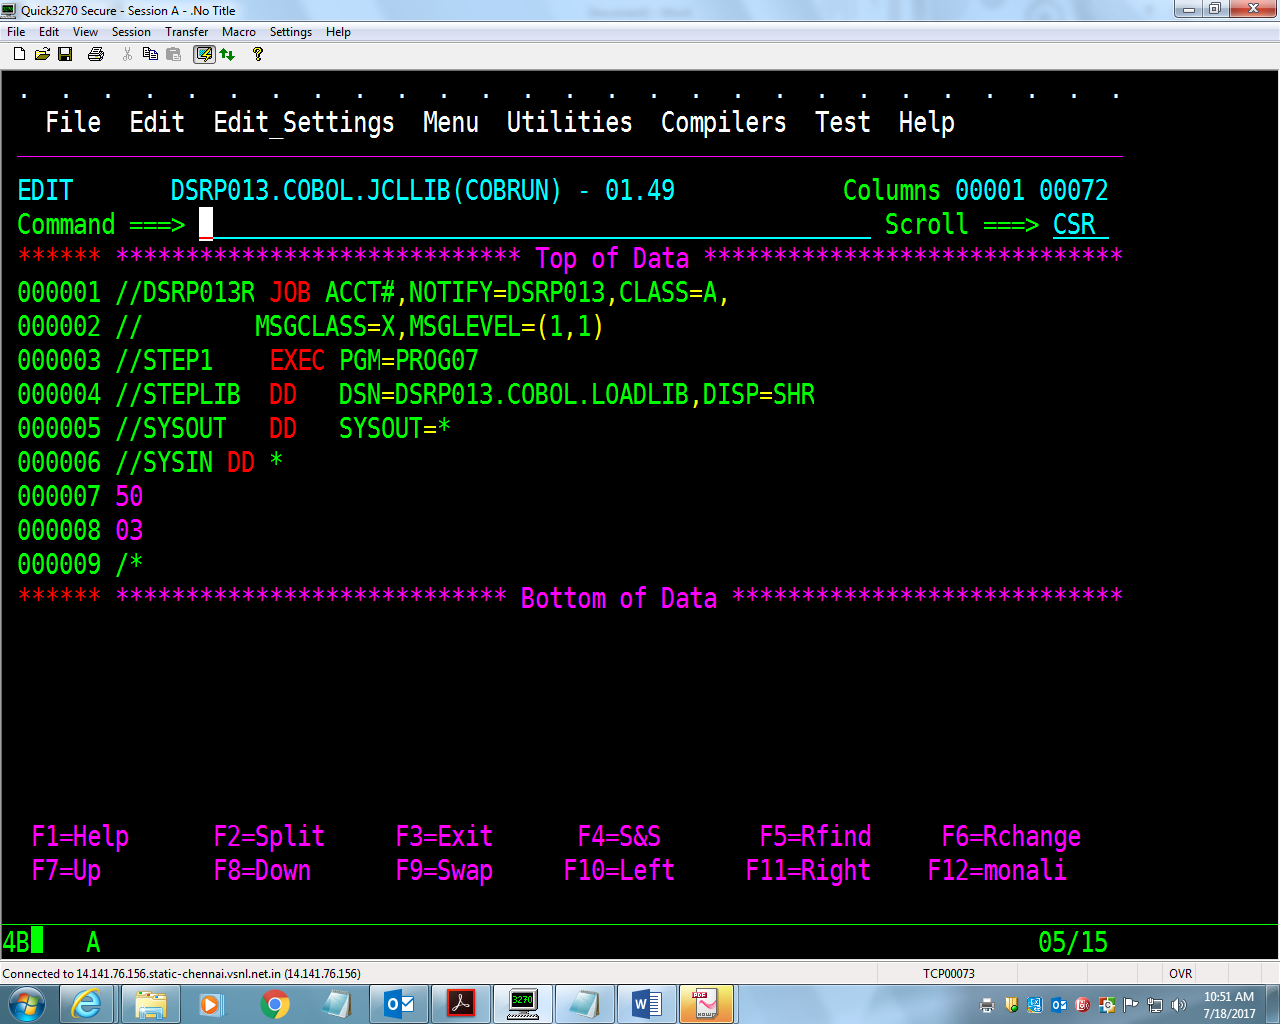 Quick3270 Secure - Session A - .No Title
File Edit View Session Transfer Macro Settings Help
. . . . . . . . . . . . . . . . . . . . . . . . . . .
File Edit Edit_Settings Menu Utilities Compilers Test Help
EDIT DSRP013.COBOL.JCLLIB(COBRUN) - 01.49 Columns 00001 00072
Command ===> Scroll ===> CSR
****** ***************************** Top of Data ******************************
000001 //DSRP013R JOB ACCT#,NOTIFY=DSRP013,CLASS=A,
000002 // MSGCLASS=X,MSGLEVEL=(1,1)
000003 //STEP1 EXEC PGM=PROG07
000004 //STEPLIB DD DSN=DSRP013.COBOL.LOADLIB,DISP=SHR
000005 //SYSOUT DD SYSOUT=*
000006 //SYSIN DD *
000007 50
000008 03
000009 /*
****** **************************** Bottom of Data ****************************
F1=Help F2=Split F3=Exit F4=S&S F5=Rfind F6=Rchange
F7=Up F8=Down F9=Swap F10=Left F11=Right F12=monali
4B A 05/15
Connected to 14.141.76.156.static-chennai.vsnl.net.in (14.141.76.156) TCP00073 OVR
3270 PDF
10:51 AM
7/18/2017